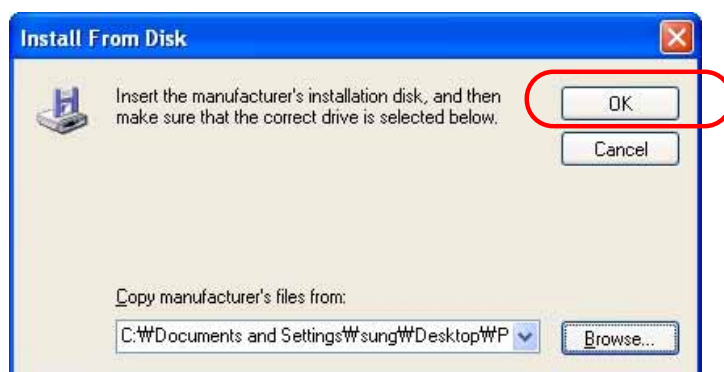 Install From Disk
Insert the manufacturer's installation disk, and then
make sure that the correct drive is selected below.
OK
Cancel
Copy manufacturer's files from:
C:₩Documents and Settings₩sung₩Desktop₩P
Browse...